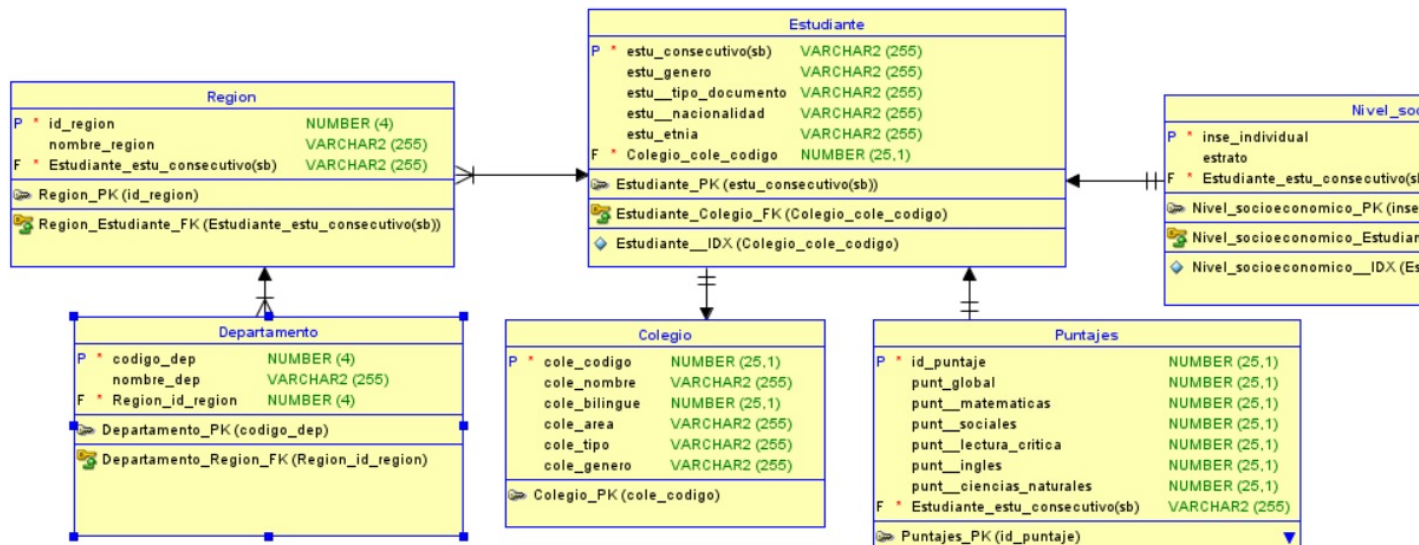 Estudiante
P * estu_consecutivo(sb) VARCHAR2 (255)
estu_genero VARCHAR2 (255)
estu__tipo_documento VARCHAR2 (255)
estu__nacionalidad VARCHAR2 (255)
estu_etnia VARCHAR2 (255)
F * Colegio_cole_codigo NUMBER (25,1)
Estudiante_PK (estu_consecutivo(sb))
Estudiante_Colegio_FK (Colegio_cole_codigo)
Estudiante__IDX (Colegio_cole_codigo)
Region
P * id_region NUMBER (4)
nombre_region VARCHAR2 (255)
F * Estudiante_estu_consecutivo(sb) VARCHAR2 (255)
Region_PK (id_region)
Region_Estudiante_FK (Estudiante_estu_consecutivo(sb))
Nivel_soc
P * inse_individual
estrato
F * Estudiante_estu_consecutivo(sb
Nivel_socioeconomico_PK (inse
Nivel_socioeconomico_Estudian
Nivel_socioeconomico__IDX (Es
Departamento
P * codigo_dep NUMBER (4)
nombre_dep VARCHAR2 (255)
F * Region_id_region NUMBER (4)
Departamento_PK (codigo_dep)
Departamento_Region_FK (Region_id_region)
Colegio
P * cole_codigo NUMBER (25,1)
cole_nombre VARCHAR2 (255)
cole_bilingue NUMBER (25,1)
cole_area VARCHAR2 (255)
cole_tipo VARCHAR2 (255)
cole_genero VARCHAR2 (255)
Colegio_PK (cole_codigo)
Puntajes
P * id_puntaje NUMBER (25,1)
punt_global NUMBER (25,1)
punt__matematicas NUMBER (25,1)
punt__sociales NUMBER (25,1)
punt__lectura_critica NUMBER (25,1)
punt__ingles NUMBER (25,1)
punt__ciencias_naturales NUMBER (25,1)
F * Estudiante_estu_consecutivo(sb) VARCHAR2 (255)
Puntajes_PK (id_puntaje)